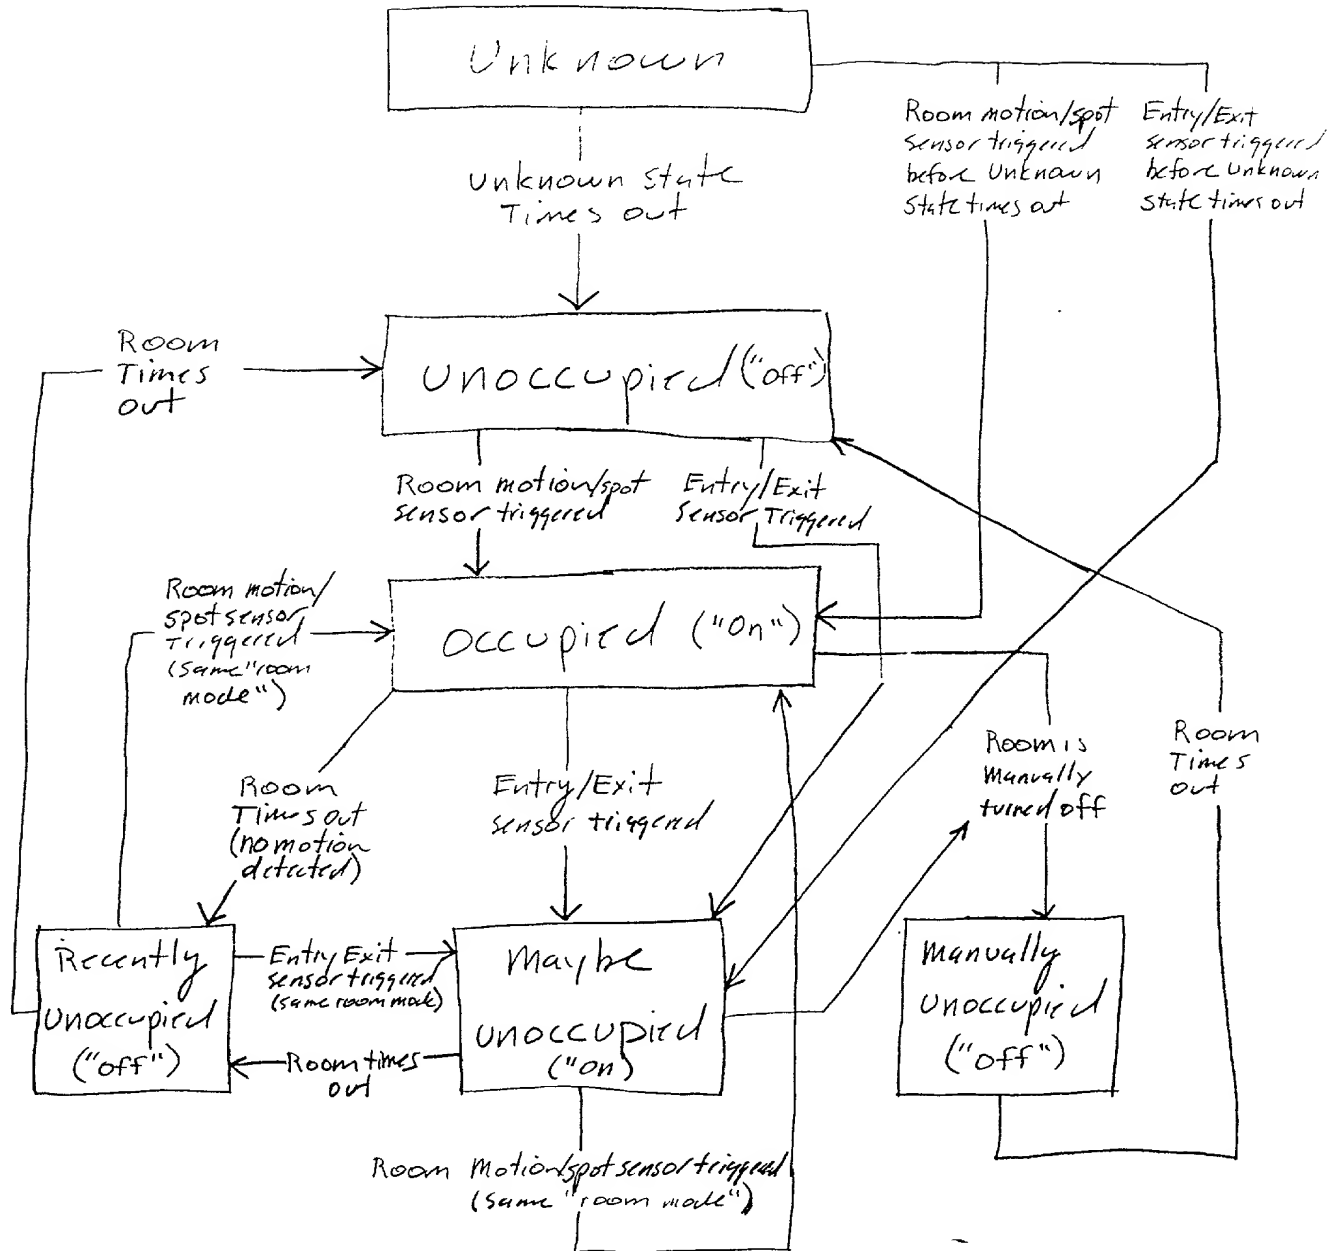 Unknown
Room motion/spot
sensor triggered
before Unknown
State times out
Entry/Exit
sensor triggered
before Unknown
State times out
Unknown state
Times out
Room
Times
out
Unoccupied ("off")
Room motion/spot
sensor triggered
Entry/Exit
Sensor Triggered
Room motion/
spot sensor
Triggered
(Same "room
mode")
Occupied ("On")
Room
Times out
(no motion
detected)
Entry/Exit
sensor triggered
Room is
Manually
turned off
Room
Times
out
Recently
Unoccupied
("off")
Entry Exit
sensor triggered
(same room mode)
Room times
out
Maybe
unoccupied
("On)
Manually
Unoccupied
("off")
Room Motion/spot sensor triggered
(Same "room mode")